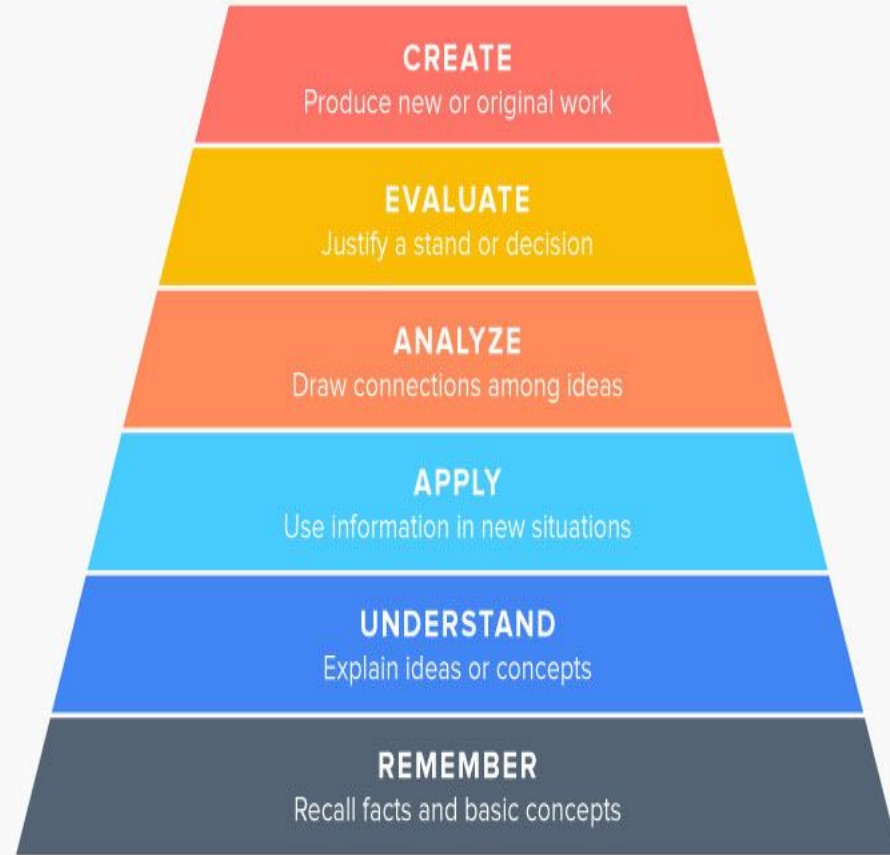 CREATE
Produce new or original work
EVALUATE
Justify a stand or decision
ANALYZE
Draw connections among ideas
APPLY
Use information in new situations
UNDERSTAND
Explain ideas or concepts
REMEMBER
Recall facts and basic concepts